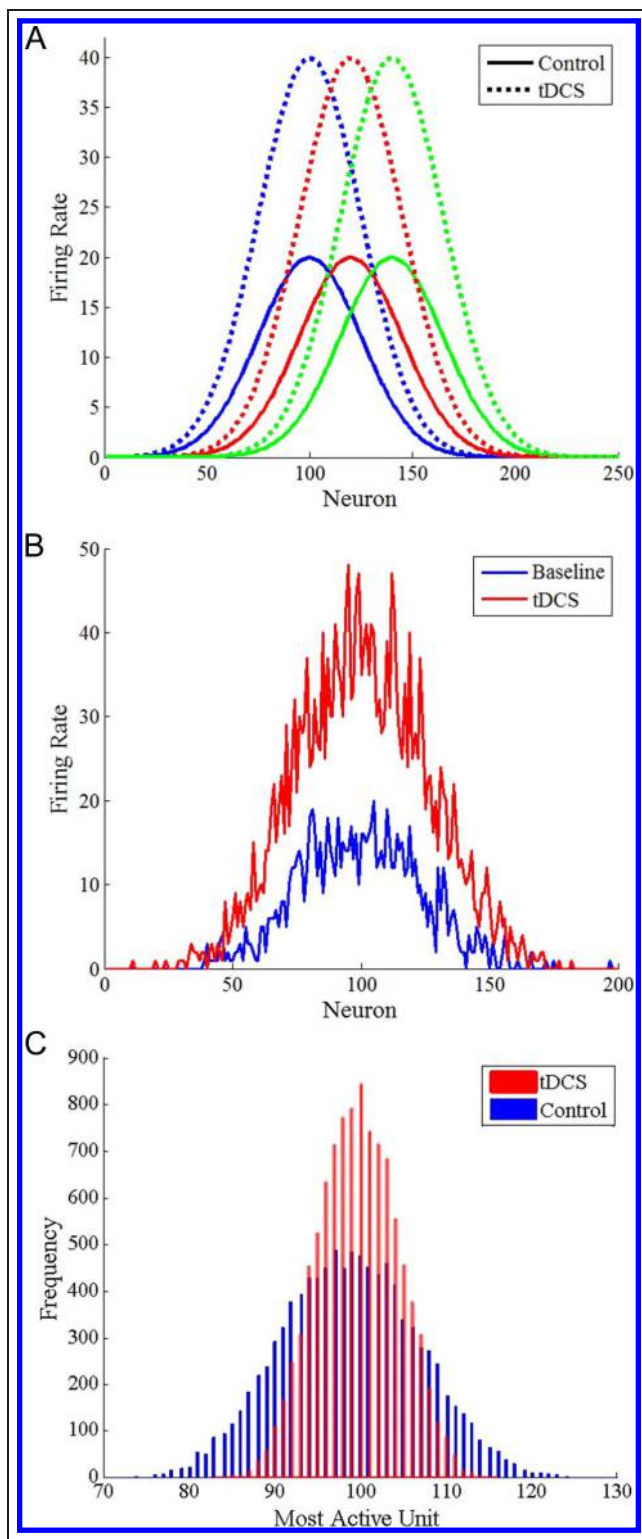 A
40
35
30
25
20
15
10
5
0
Firing Rate
Control
tDCS
0 50 100 150 200 250
Neuron
B
50
40
30
20
10
0
Firing Rate
Baseline
tDCS
0 50 100 150 200
Neuron
C
900
800
700
600
500
400
300
200
100
0
Frequency
tDCS
Control
70 80 90 100 110 120 130
Most Active Unit